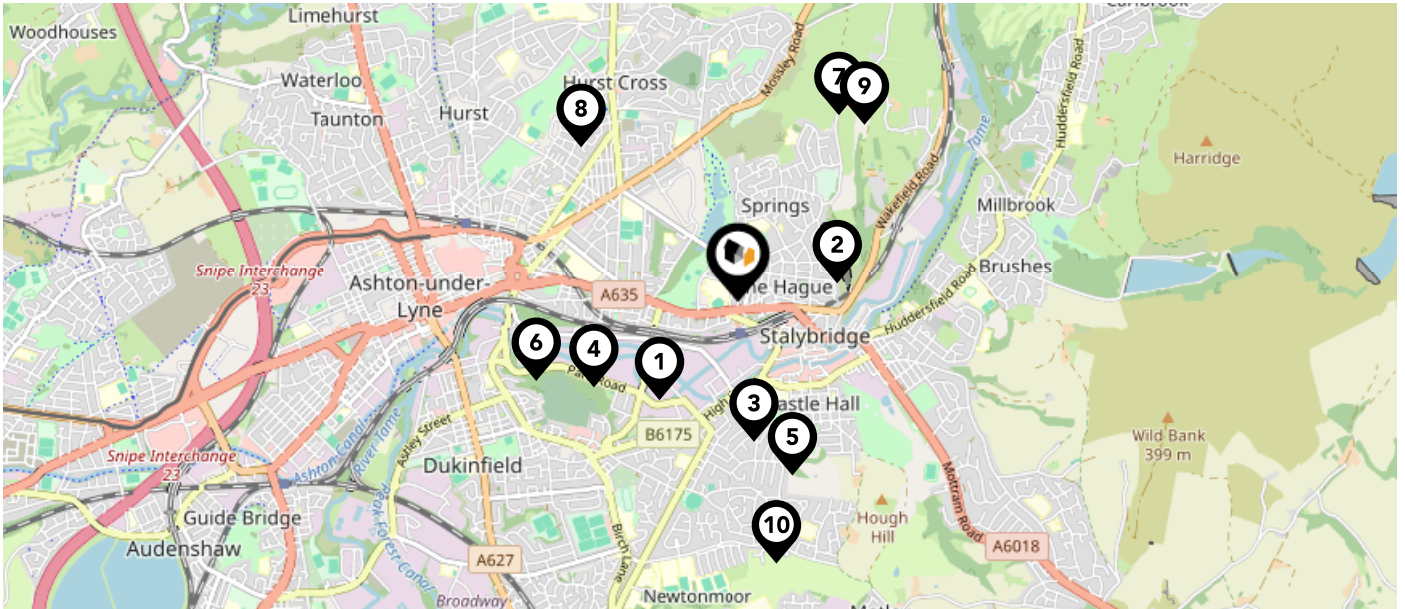 Limehurst
Carrbrook
Woodhouses
Mossley Road
Huddersfield Road
Waterloo
Hurst Cross
7
9
8
Taunton
Hurst
Tame
Harridge
Wakefield Road
Springs
Millbrook
2
Snipe Interchange
23
Ashton-under-
Lyne
A635
he Hague
Brushes
Huddersfield Road
Stalybridge
6
4
1
Park Road
High
3
astle Hall
5
B6175
Ashley Street
Ashton Canal
River Tame
Dukinfield
Wild Bank
399 m
Snipe Interchange
23
Mottram Road
Guide Bridge
Audenshaw
10
Hough
Hill
A6018
A627
Birch Lane
Newtonmoor
Broadway